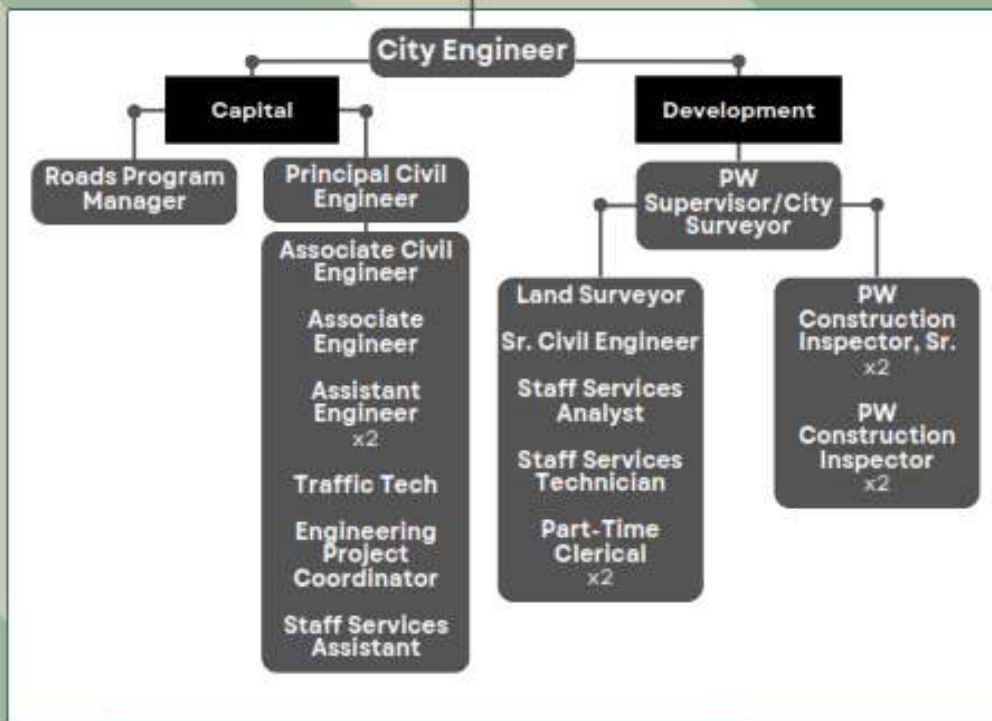 City Engineer
Capital
Development
Roads Program
Manager
Principal Civil
Engineer
Associate Civil
Engineer
Associate
Engineer
Assistant
Engineer
x2
Traffic Tech
Engineering
Project
Coordinator
Staff Services
Assistant
PW
Supervisor/City
Surveyor
Land Surveyor
Sr. Civil Engineer
Staff Services
Analyst
Staff Services
Technician
Part-Time
Clerical
x2
PW
Construction
Inspector, Sr.
x2
PW
Construction
Inspector
x2